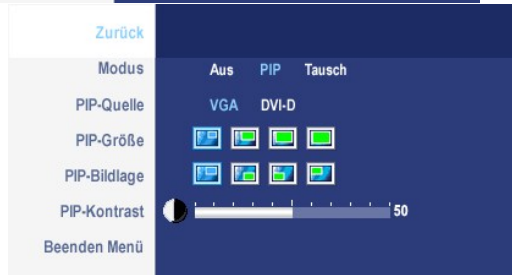 Zurück
Modus Aus PIP Tausch
PIP-Quelle VGA DVI-D
PIP-Größe
PIP-Bildlage
PIP-Kontrast 50
Beenden Menü